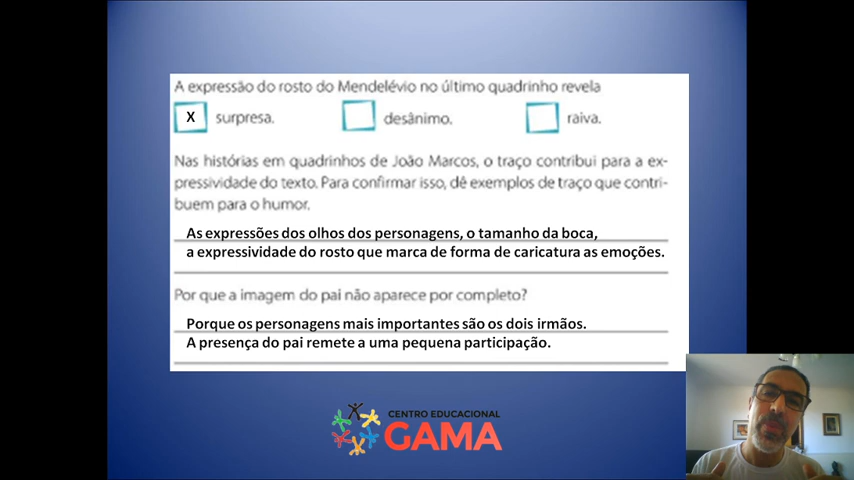 A expressão do rosto do Mendelévio no último quadrinho revela
X surpresa. desânimo. raiva.
Nas histórias em quadrinhos de João Marcos, o traço contribui para a ex-
pressividade do texto. Para confirmar isso, dê exemplos de traço que contri-
buem para o humor.
As expressões dos olhos dos personagens, o tamanho da boca,
a expressividade do rosto que marca de forma de caricatura as emoções.
Por que a imagem do pai não aparece por completo?
Porque os personagens mais importantes são os dois irmãos.
A presença do pai remete a uma pequena participação.
CENTRO EDUCACIONAL
GAMA